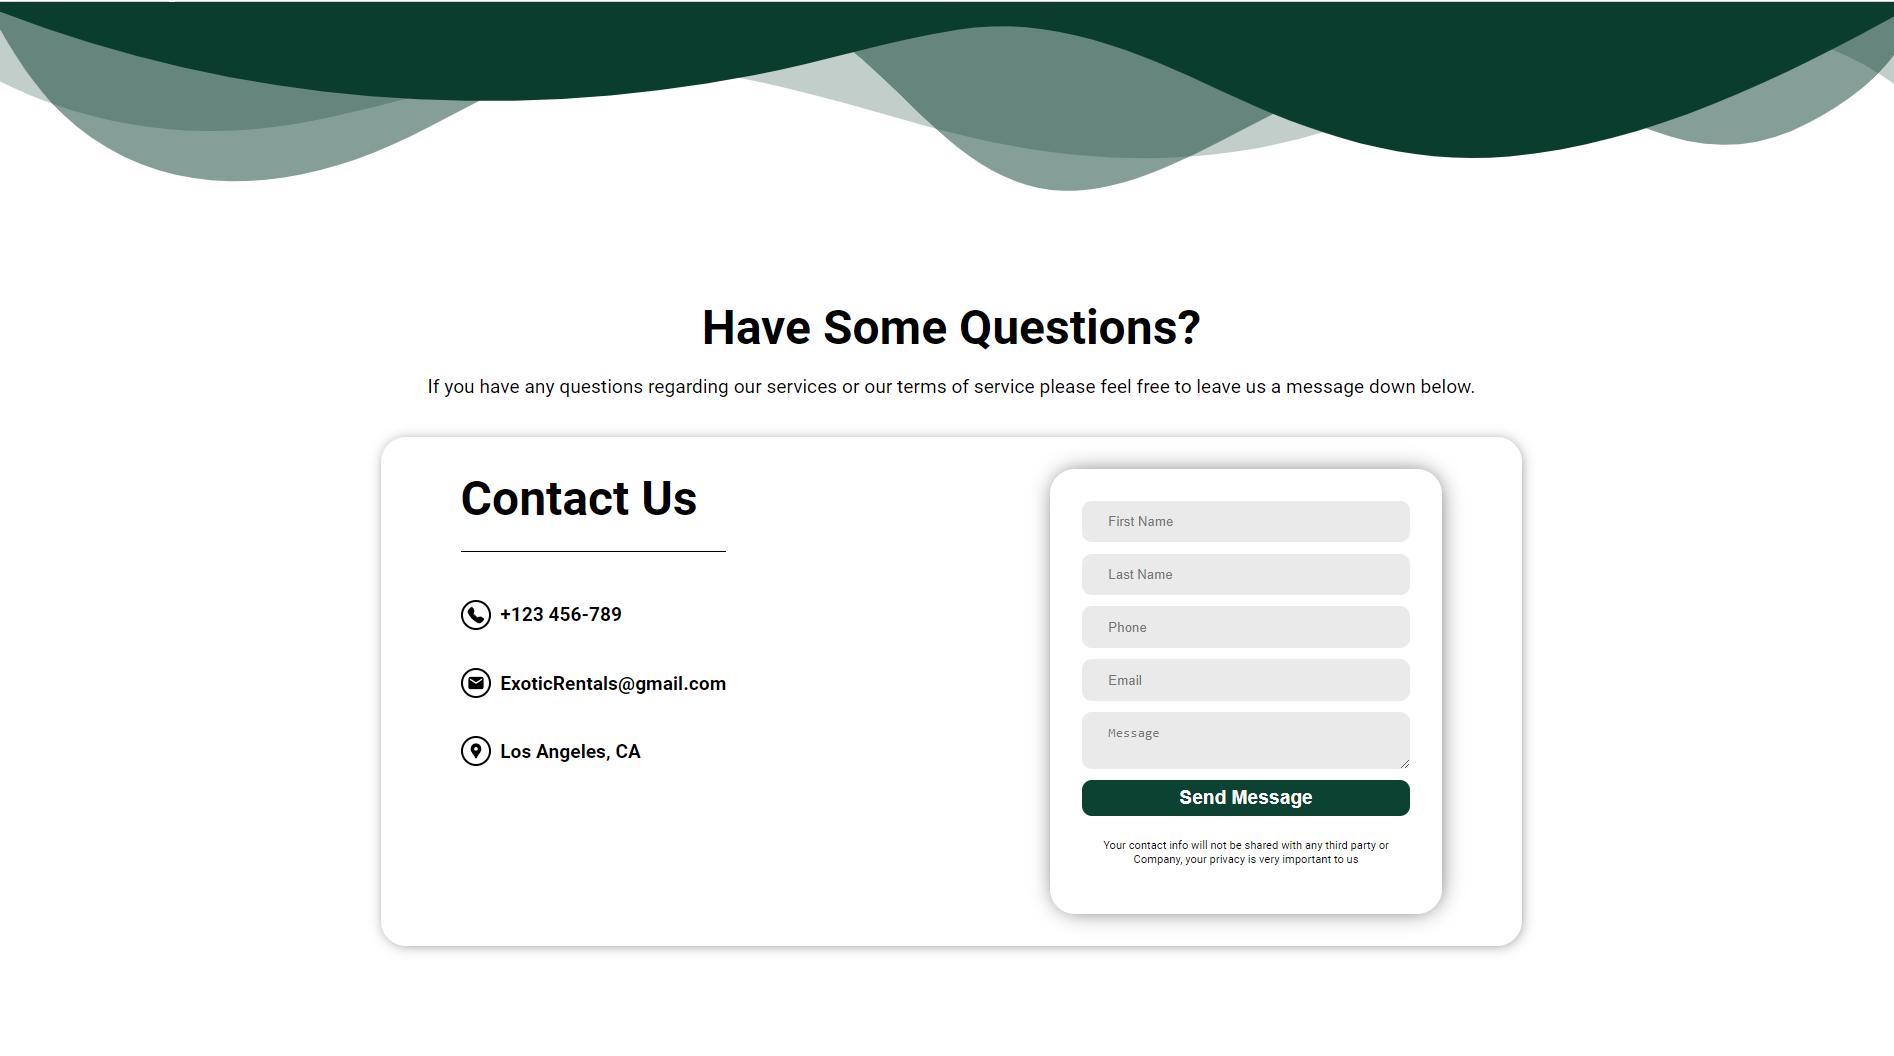 Have Some Questions?
If you have any questions regarding our services or our terms of service please feel free to leave us a message down below.
Contact Us
+123 456-789
ExoticRentals@gmail.com
Los Angeles, CA
First Name
Last Name
Phone
Email
Message
Send Message
Your contact info will not be shared with any third party or
Company, your privacy is very important to us